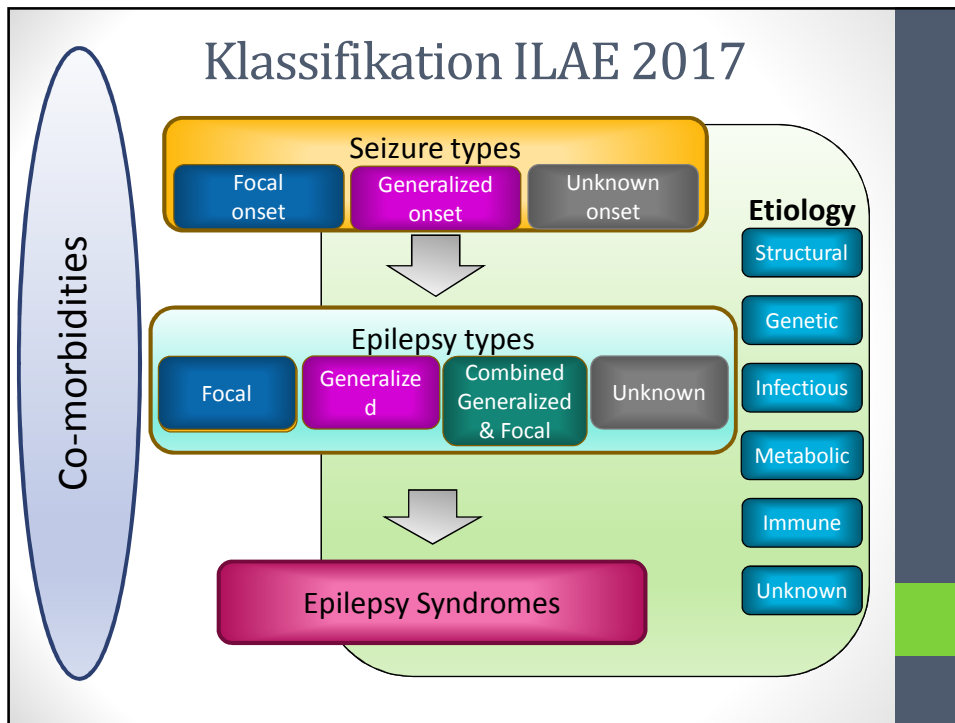 Klassifikation ILAE 2017
Co-morbidities
Seizure types
Focal
onset
Generalized
onset
Unknown
onset
Epilepsy types
Focal
Generalize
d
Combined
Generalized
& Focal
Unknown
Epilepsy Syndromes
Etiology
Structural
Genetic
Infectious
Metabolic
Immune
Unknown